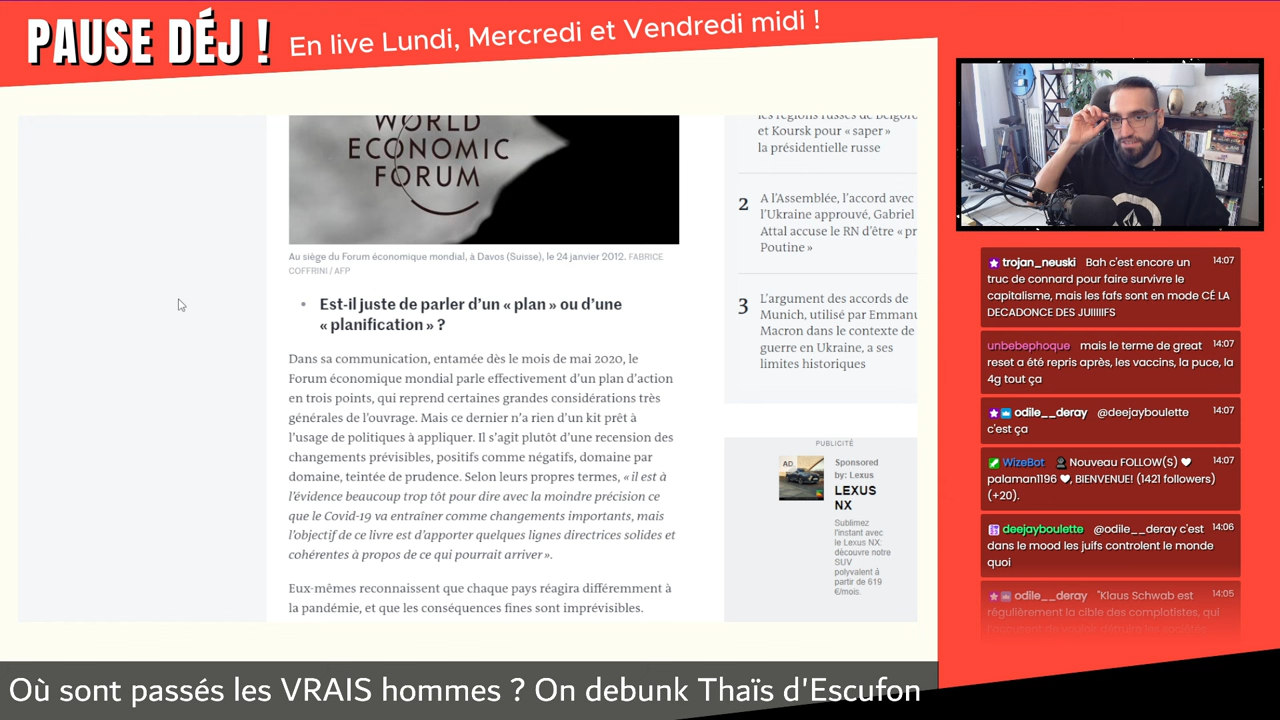 PAUSE DÉJ !
En live Lundi, Mercredi et Vendredi midi !
WORLD
ECONOMIC
FORUM
Au siège du Forum économique mondial, à Davos (Suisse), le 24 janvier 2012. FABRICE
COFFRINI / AFP
• Est-il juste de parler d’un « plan » ou d’une
« planification » ?
Dans sa communication, entamée dès le mois de mai 2020, le
Forum économique mondial parle effectivement d’un plan d’action
en trois points, qui reprend certaines grandes considérations très
générales de l’ouvrage. Mais ce dernier n’a rien d’un kit prêt à
l’usage de politiques à appliquer. Il s’agit plutôt d’une recension des
changements prévisibles, positifs comme négatifs, domaine par
domaine, teintée de prudence. Selon leurs propres termes, « il est à
l’évidence beaucoup trop tôt pour dire avec la moindre précision ce
que le Covid-19 va entraîner comme changements importants, mais
l’objectif de ce livre est d’apporter quelques lignes directrices solides et
cohérentes à propos de ce qui pourrait arriver ».
Eux-mêmes reconnaissent que chaque pays réagira différemment à
la pandémie, et que les conséquences fines sont imprévisibles.
les régions russes de Belgoro
et Koursk pour « saper »
la présidentielle russe
2
A l’Assemblée, l’accord avec
l’Ukraine approuvé, Gabriel
Attal accuse le RN d’être « pr
Poutine »
3
L’argument des accords de
Munich, utilisé par Emmanu
Macron dans le contexte de
guerre en Ukraine, a ses
limites historiques
PUBLICITÉ
AD
Sponsored
by: Lexus
LEXUS
NX
Sublimez
l'instant avec
le Lexus NX:
découvre notre
SUV
polyvalent à
partir de 619
€/mois.
trojan_neuski Bah c'est encore un 14:07
truc de connard pour faire survivre le
capitalisme, mais les fafs sont en mode CÉ LA
DECADONCE DES JUIIIIIFS
unbebephoque mais le terme de great 14:07
reset a été repris après, les vaccins, la puce, la
4g tout ça
odile__deray @deejayboulette 14:07
c'est ça
WizeBot Nouveau FOLLOW(S) 14:07
palaman1196 , BIENVENUE! (1421 followers)
(+20).
deejayboulette @odile__deray c'est 14:06
dans le mood les juifs controlent le monde
quoi
odile__deray "Klaus Schwab est 14:05
régulièrement la cible des complotistes, qui
l'accusent de vouloir détruire les sociétés
Où sont passés les VRAIS hommes ? On debunk Thaïs d'Escufon